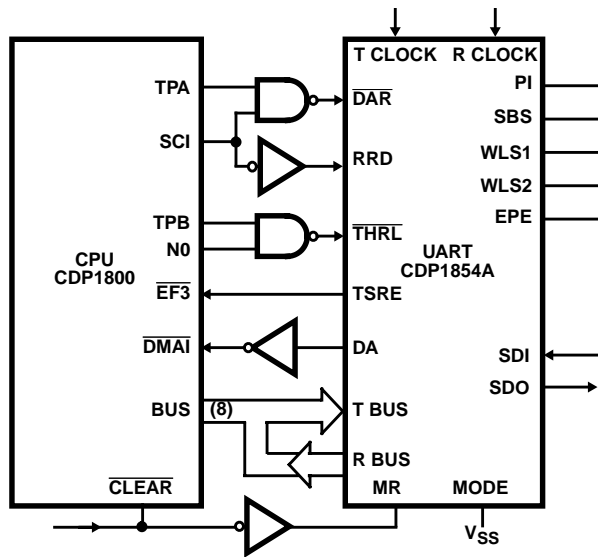 T CLOCK R CLOCK
TPA
DAR
PI
SBS
SCI
RRD
WLS1
WLS2
TPB
THRL
EPE
N0
CPU
CDP1800
UART
CDP1854A
EF3
TSRE
DMAI
DA
SDI
SDO
BUS (8)
T BUS
R BUS
CLEAR
MR
MODE
VSS